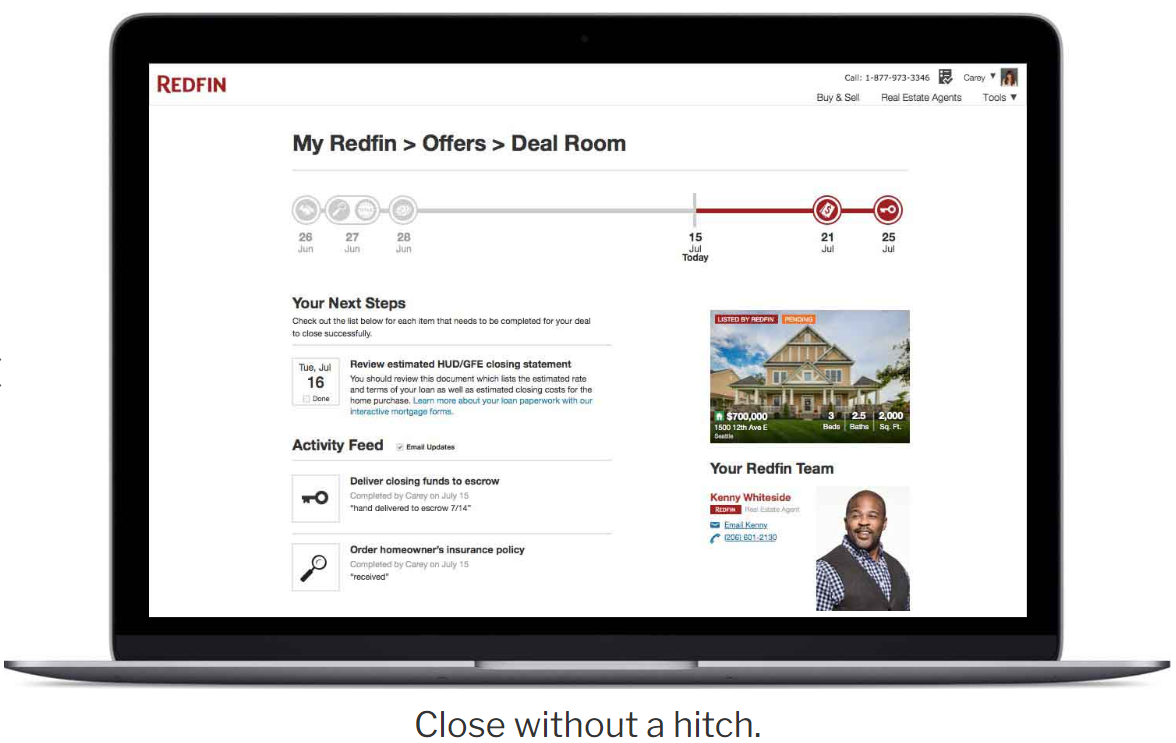 REDFIN
Call: 1-877-973-3346
Carey ▼
Buy & Sell
Real Estate Agents
Tools ▼
My Redfin > Offers > Deal Room
26
Jun
27
Jun
28
Jun
15
Jul
Today
21
Jul
25
Jul
Your Next Steps
Check out the list below for each item that needs to be completed for your deal
to close successfully.
Tue, Jul
16
Done
Review estimated HUD/GFE closing statement
You should review this document which lists the estimated rate
and terms of your loan as well as estimated closing costs for the
home purchase. Learn more about your loan paperwork with our
interactive mortgage forms.
Activity Feed
Email Updates
Deliver closing funds to escrow
Completed by Carey on July 15
"hand delivered to escrow 7/14"
Order homeowner's insurance policy
Completed by Carey on July 15
"received"
LISTED BY REDFIN
PENDING
$700,000
1500 12th Ave E
Seattle
3
Beds
2.5
Baths
2,000
Sq. Ft.
Your Redfin Team
Kenny Whiteside
REDFIN Real Estate Agent
Email Kenny
(206) 601-2130
Close without a hitch.